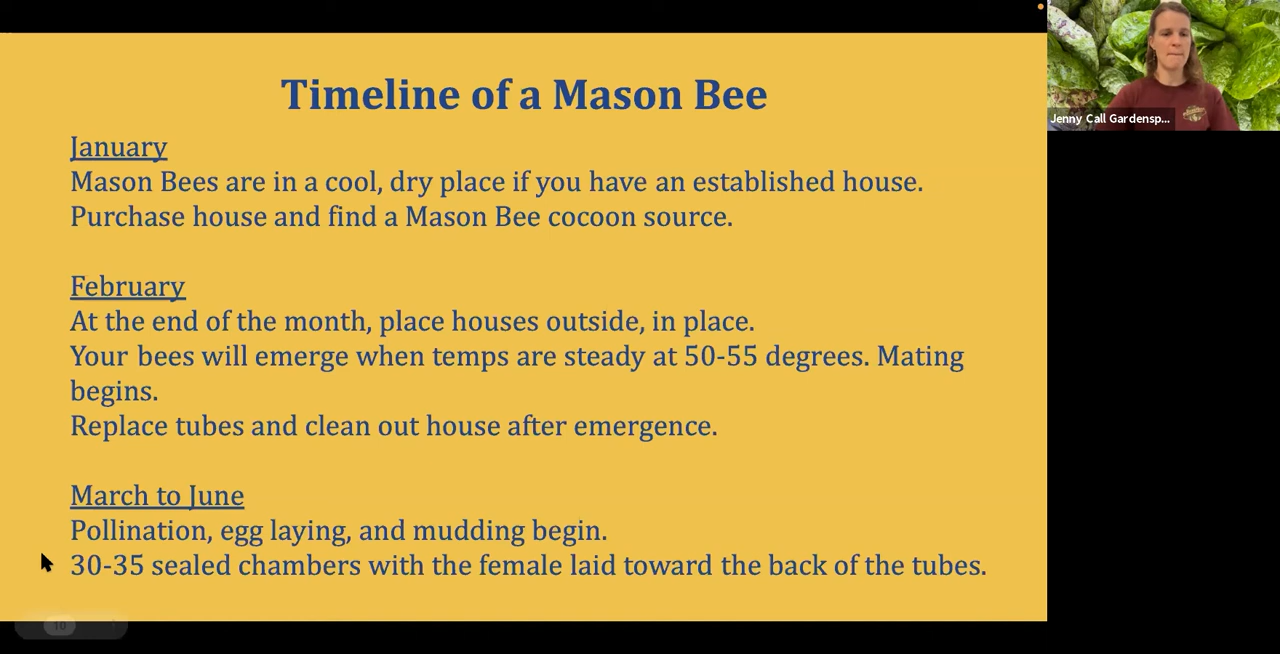 Timeline of a Mason Bee
January
Mason Bees are in a cool, dry place if you have an established house.
Purchase house and find a Mason Bee cocoon source.
February
At the end of the month, place houses outside, in place.
Your bees will emerge when temps are steady at 50-55 degrees. Mating
begins.
Replace tubes and clean out house after emergence.
March to June
Pollination, egg laying, and mudding begin.
30-35 sealed chambers with the female laid toward the back of the tubes.
10
Jenny Call Gardensp...